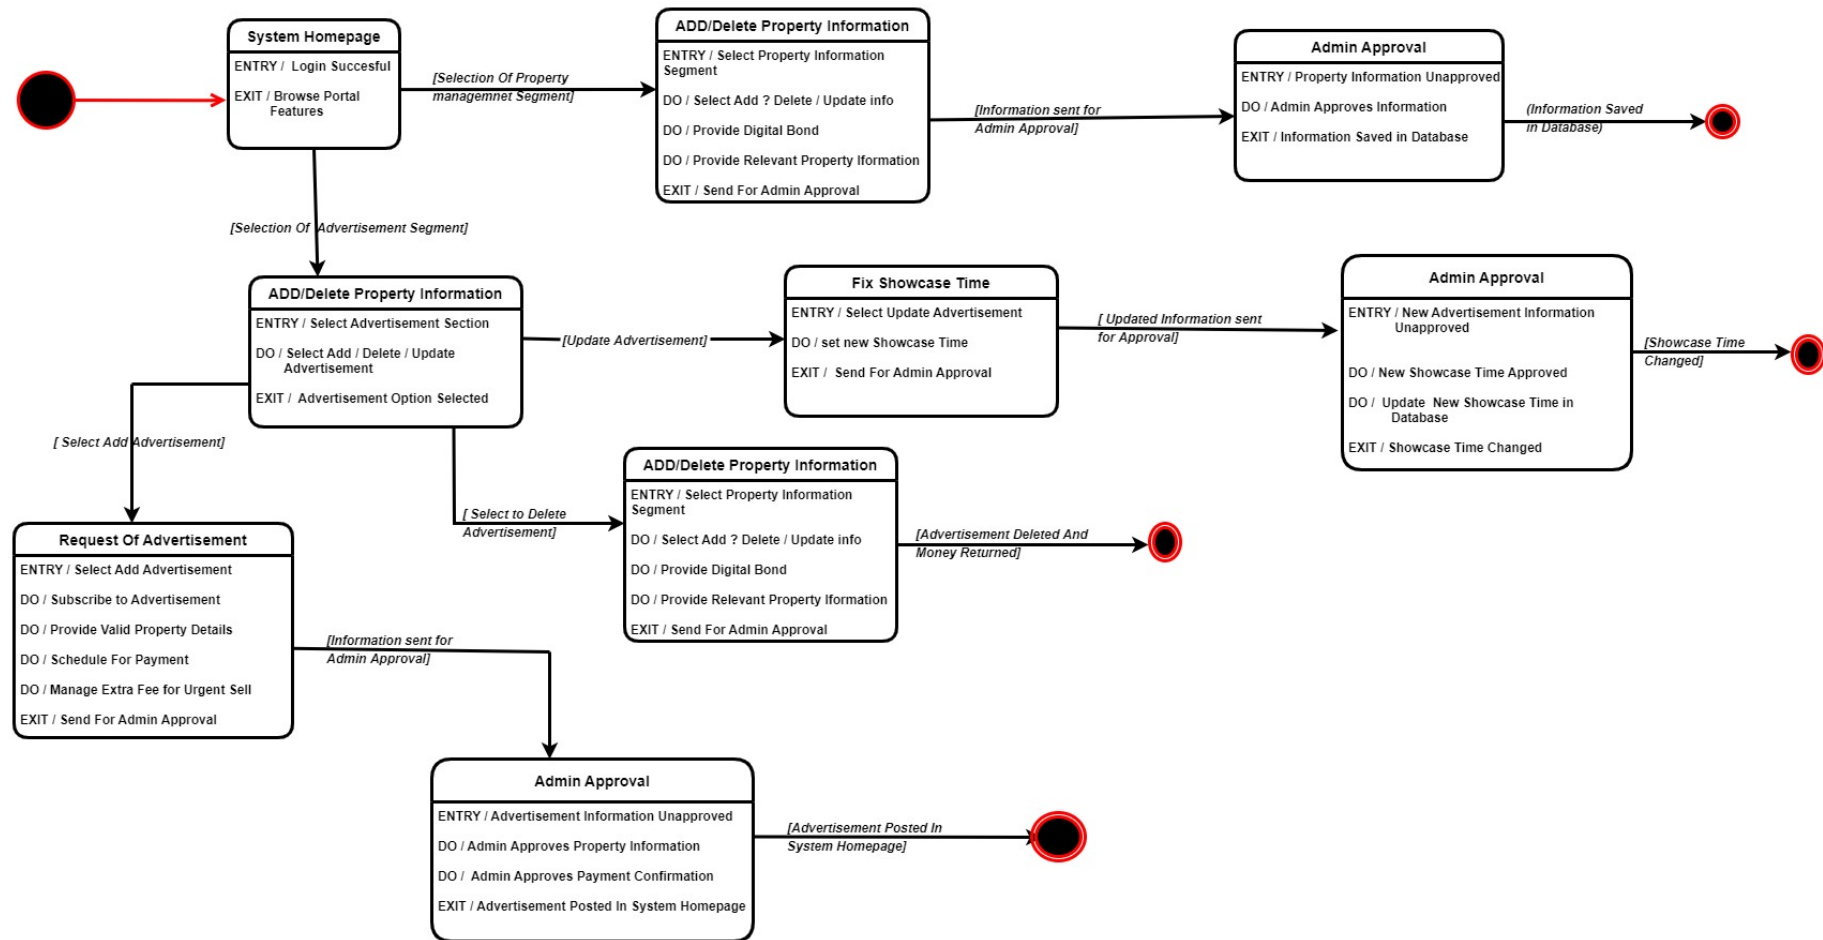 System Homepage
ENTRY /  Login Succesful
EXIT / Browse Portal
Features
[Selection Of Property
managemnet Segment]
ADD/Delete Property Information
ENTRY / Select Property Information
Segment
DO / Select Add ? Delete / Update info
DO / Provide Digital Bond
DO / Provide Relevant Property Iformation
EXIT / Send For Admin Approval
[Information sent for
Admin Approval]
Admin Approval
ENTRY / Property Information Unapproved
DO / Admin Approves Information
EXIT / Information Saved in Database
(Information Saved
in Database)
[Selection Of  Advertisement Segment]
ADD/Delete Property Information
ENTRY / Select Advertisement Section
DO / Select Add / Delete / Update
Advertisement
EXIT /  Advertisement Option Selected
[Update Advertisement]
Fix Showcase Time
ENTRY / Select Update Advertisement
DO / set new Showcase Time
EXIT /  Send For Admin Approval
[ Updated Information sent
for Approval]
Admin Approval
ENTRY / New Advertisement Information
Unapproved
DO / New Showcase Time Approved
DO /  Update  New Showcase Time in
Database
EXIT / Showcase Time Changed
[Showcase Time
Changed]
[ Select Add Advertisement]
[ Select to Delete
Advertisement]
ADD/Delete Property Information
ENTRY / Select Property Information
Segment
DO / Select Add ? Delete / Update info
DO / Provide Digital Bond
DO / Provide Relevant Property Iformation
EXIT / Send For Admin Approval
[Advertisement Deleted And
Money Returned]
Request Of Advertisement
ENTRY / Select Add Advertisement
DO / Subscribe to Advertisement
DO / Provide Valid Property Details
DO / Schedule For Payment
DO / Manage Extra Fee for Urgent Sell
EXIT / Send For Admin Approval
[Information sent for
Admin Approval]
Admin Approval
ENTRY / Advertisement Information Unapproved
DO / Admin Approves Property Information
DO /  Admin Approves Payment Confirmation
EXIT / Advertisement Posted In System Homepage
[Advertisement Posted In
System Homepage]